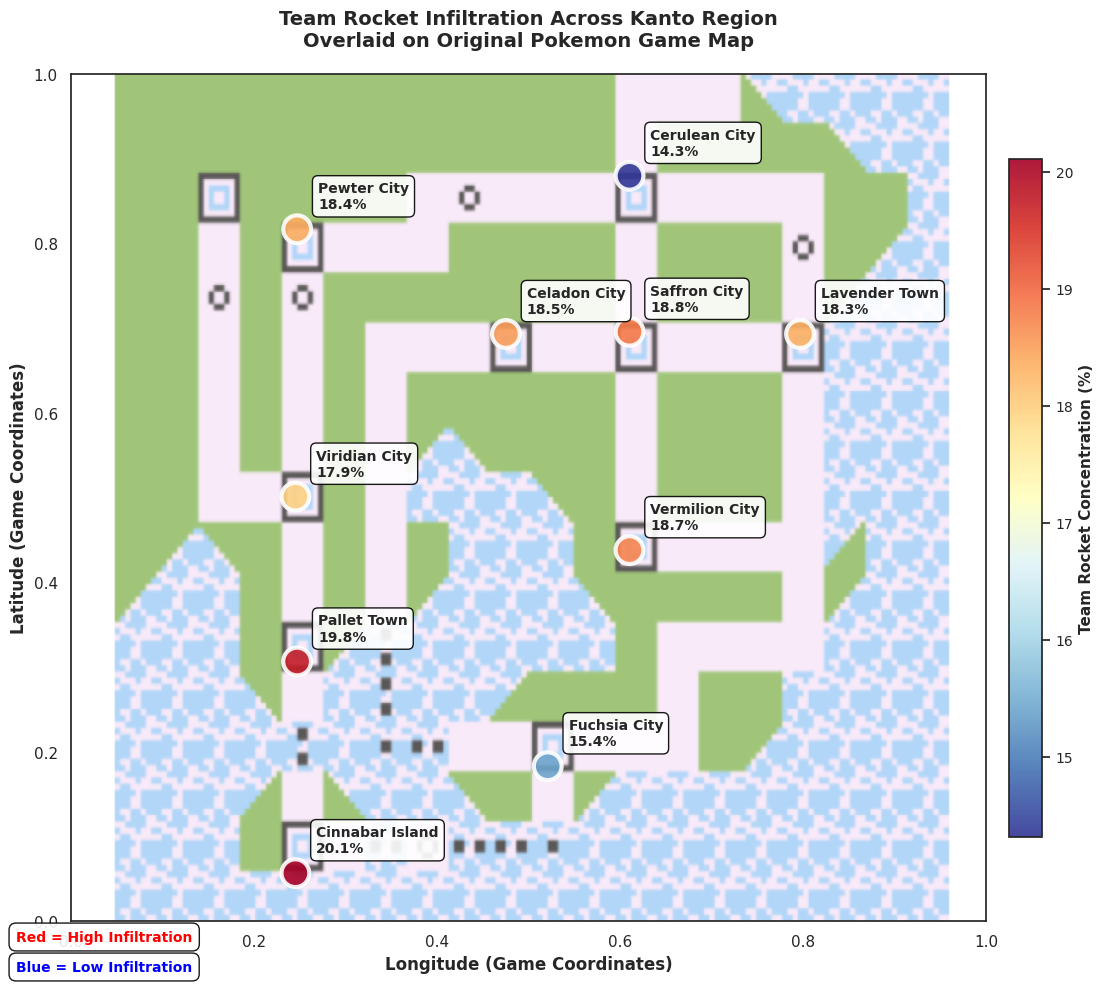 Team Rocket Infiltration Across Kanto Region
Overlaid on Original Pokemon Game Map
1.0
0.8
0.6
0.4
0.2
0.0
Latitude (Game Coordinates)
Cerulean City
14.3%
Pewter City
18.4%
Celadon City
18.5%
Saffron City
18.8%
Lavender Town
18.3%
Viridian City
17.9%
Vermilion City
18.7%
Pallet Town
19.8%
Fuchsia City
15.4%
Cinnabar Island
20.1%
0.2
0.4
0.6
0.8
1.0
Longitude (Game Coordinates)
Red = High Infiltration
Blue = Low Infiltration
20
19
18
17
16
15
Team Rocket Concentration (%)